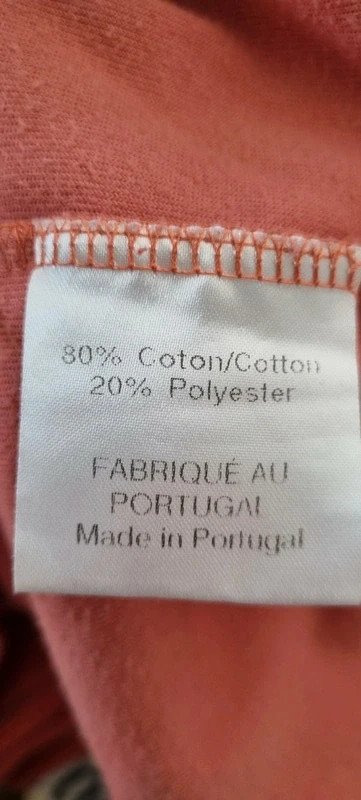 80% Coton/Cotton
20% Polyester
FABRIQUÉ AU
PORTUGAL
Made in Portugal